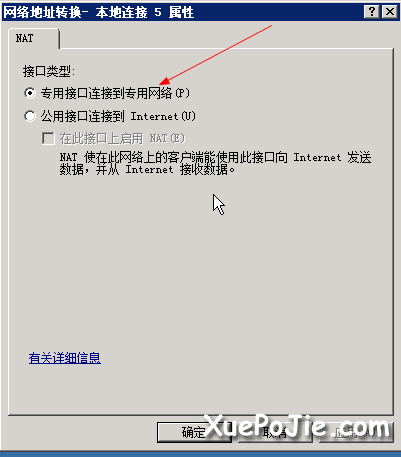 网络地址转换- 本地连接 5 属性
NAT
接口类型:
专用接口连接到专用网络(P)
公用接口连接到 Internet(U)
在此接口上启用 NAT(E)
NAT 使在此网络上的客户端能使用此接口向 Internet 发送
数据，并从 Internet 接收数据。
有关详细信息
确定
取消
XuePoJie.com